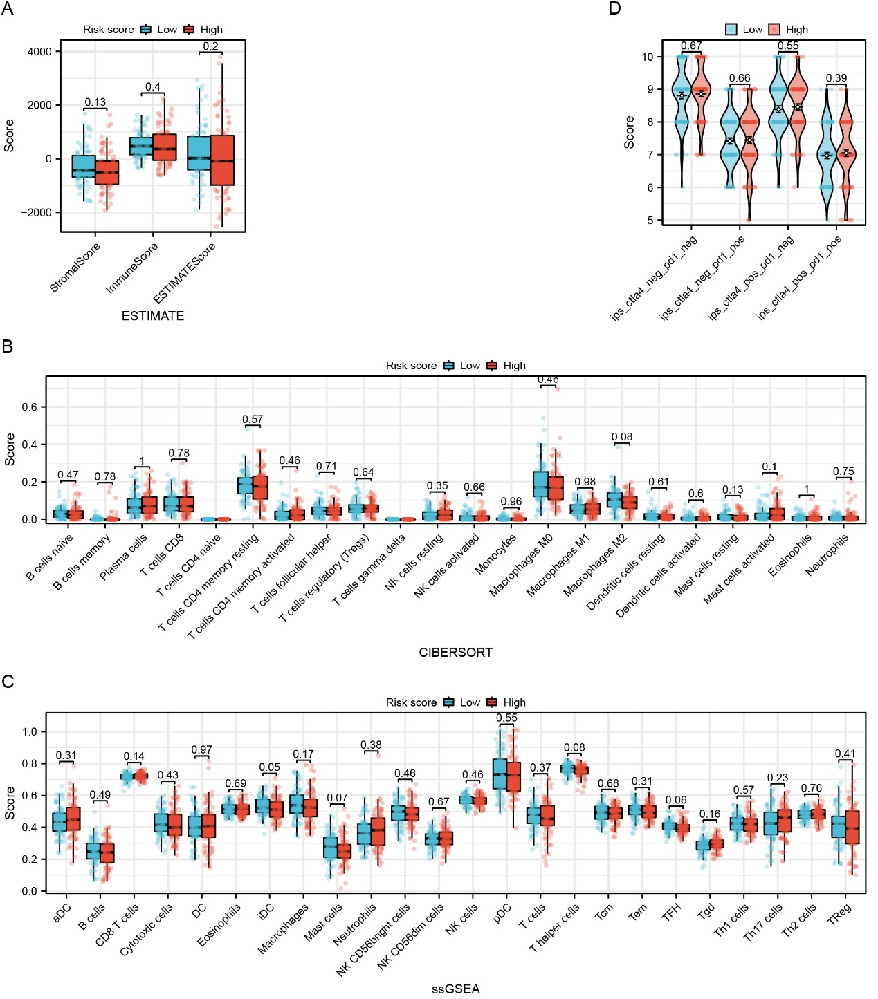 A
Risk score Low High
0.13
0.4
0.2
4000
2000
0
−2000
Score
StromalScore
ImmuneScore
ESTIMATEScore
ESTIMATE
D
Low High
0.67
0.66
0.55
0.39
10
9
8
7
6
5
Score
ips_ctla4_neg_pd1_neg
ips_ctla4_neg_pd1_pos
ips_ctla4_pos_pd1_neg
ips_ctla4_pos_pd1_pos
B
Risk score Low High
0.47
0.78
1
0.78
0.57
0.46
0.71
0.64
0.35
0.66
0.96
0.46
0.98
0.08
0.61
0.6
0.13
0.1
1
0.75
0.6
0.4
0.2
0.0
Score
B cells naive
B cells memory
Plasma cells
T cells CD8
T cells CD4 naive
T cells CD4 memory resting
T cells CD4 memory activated
T cells follicular helper
T cells regulatory (Tregs)
T cells gamma delta
NK cells resting
NK cells activated
Monocytes
Macrophages M0
Macrophages M1
Macrophages M2
Dendritic cells resting
Dendritic cells activated
Mast cells resting
Mast cells activated
Eosinophils
Neutrophils
CIBERSORT
C
Risk score Low High
0.31
0.49
0.14
0.43
0.97
0.69
0.05
0.17
0.07
0.38
0.46
0.67
0.46
0.55
0.37
0.08
0.68
0.31
0.06
0.16
0.57
0.23
0.76
0.41
1.0
0.8
0.6
0.4
0.2
0.0
Score
aDC
B cells
CD8 T cells
Cytotoxic cells
DC
Eosinophils
iDC
Macrophages
Mast cells
Neutrophils
NK CD56bright cells
NK CD56dim cells
NK cells
pDC
T cells
T helper cells
Tcm
Tem
TFH
Tgd
Th1 cells
Th17 cells
Th2 cells
TReg
ssGSEA